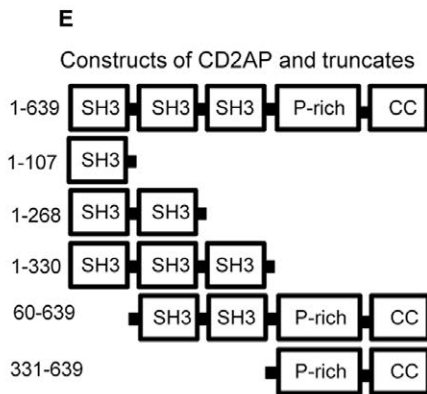 E
Constructs of CD2AP and truncates
1-639 SH3 SH3 SH3 P-rich CC
1-107 SH3
1-268 SH3 SH3
1-330 SH3 SH3 SH3
60-639 SH3 SH3 P-rich CC
331-639 P-rich CC